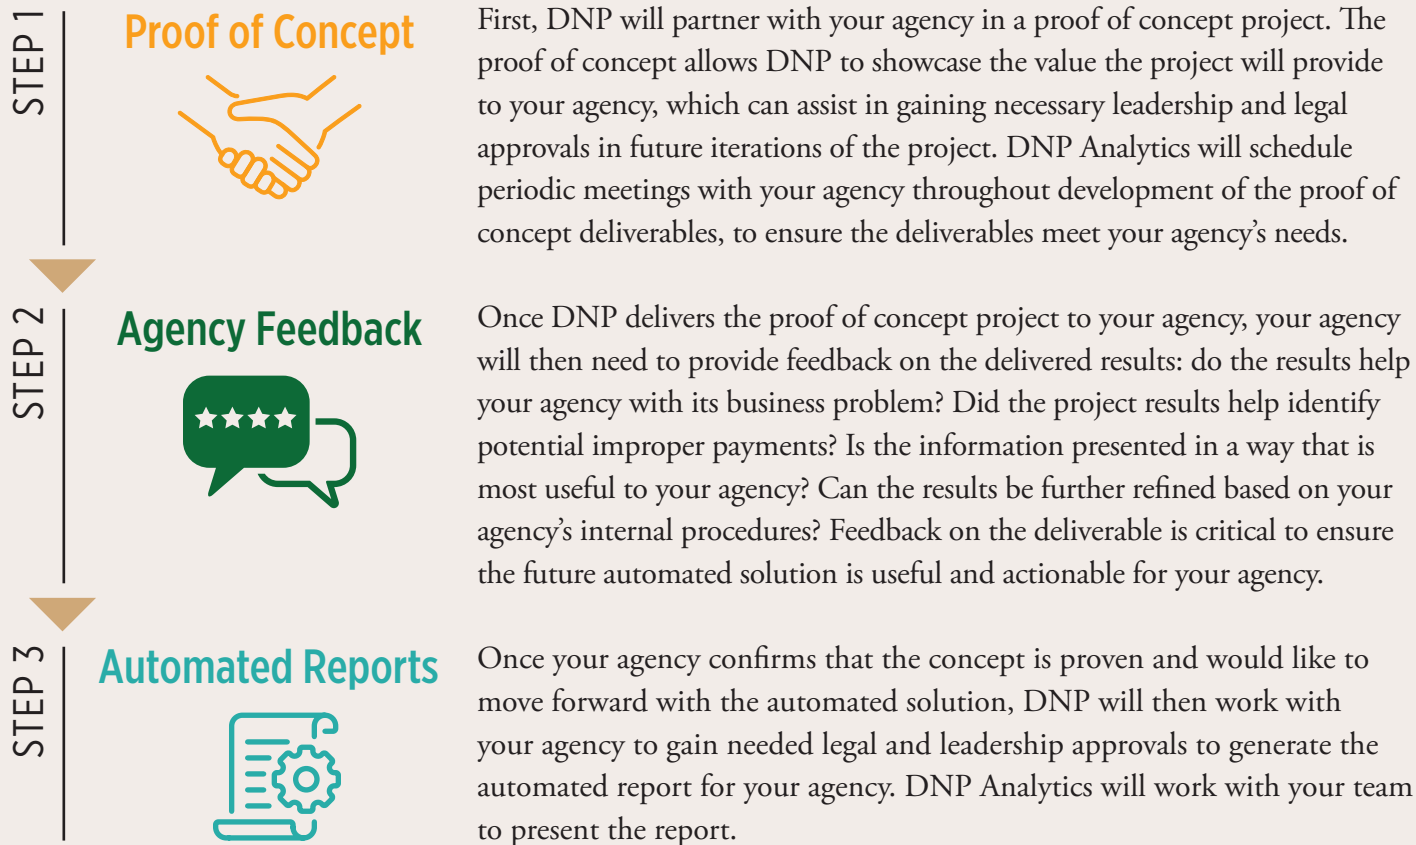 STEP 1
Proof of Concept
First, DNP will partner with your agency in a proof of concept project. The
proof of concept allows DNP to showcase the value the project will provide
to your agency, which can assist in gaining necessary leadership and legal
approvals in future iterations of the project. DNP Analytics will schedule
periodic meetings with your agency throughout development of the proof of
concept deliverables, to ensure the deliverables meet your agency’s needs.
STEP 2
Agency Feedback
Once DNP delivers the proof of concept project to your agency, your agency
will then need to provide feedback on the delivered results: do the results help
your agency with its business problem? Did the project results help identify
potential improper payments? Is the information presented in a way that is
most useful to your agency? Can the results be further refined based on your
agency’s internal procedures? Feedback on the deliverable is critical to ensure
the future automated solution is useful and actionable for your agency.
STEP 3
Automated Reports
Once your agency confirms that the concept is proven and would like to
move forward with the automated solution, DNP will then work with
your agency to gain needed legal and leadership approvals to generate the
automated report for your agency. DNP Analytics will work with your team
to present the report.